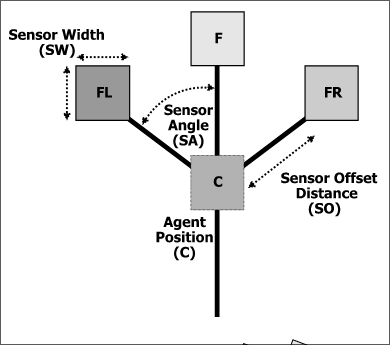 Sensor Width
(SW)
F
FL
FR
Sensor
Angle
(SA)
C
Sensor Offset
Distance
(SO)
Agent
Position
(C)